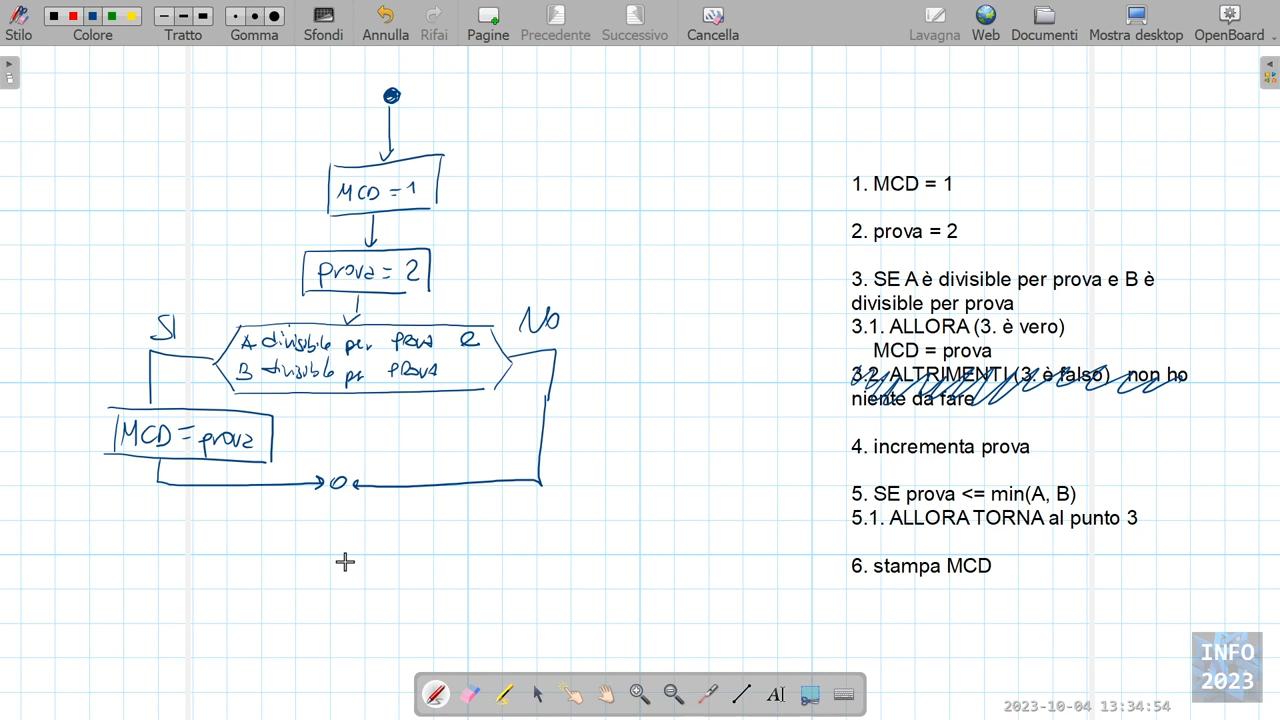 Stilo
Colore
Tratto
Gomma
Sfondi
Annulla
Rifai
Pagine
Precedente
Successivo
Cancella
Lavagna
Web
Documenti
Mostra desktop
OpenBoard
MCD = 1
prova = 2
SI
NO
A divisibile per prova e
B divisibile per prova
MCD = prova
1. MCD = 1
2. prova = 2
3. SE A è divisible per prova e B è
divisible per prova
3.1. ALLORA (3. è vero)
MCD = prova
3.2. ALTRIMENTI (3. è falso) non ho
niente da fare
4. incrementa prova
5. SE prova <= min(A, B)
5.1. ALLORA TORNA al punto 3
6. stampa MCD
INFO
2023
2023-10-04 13:34:54